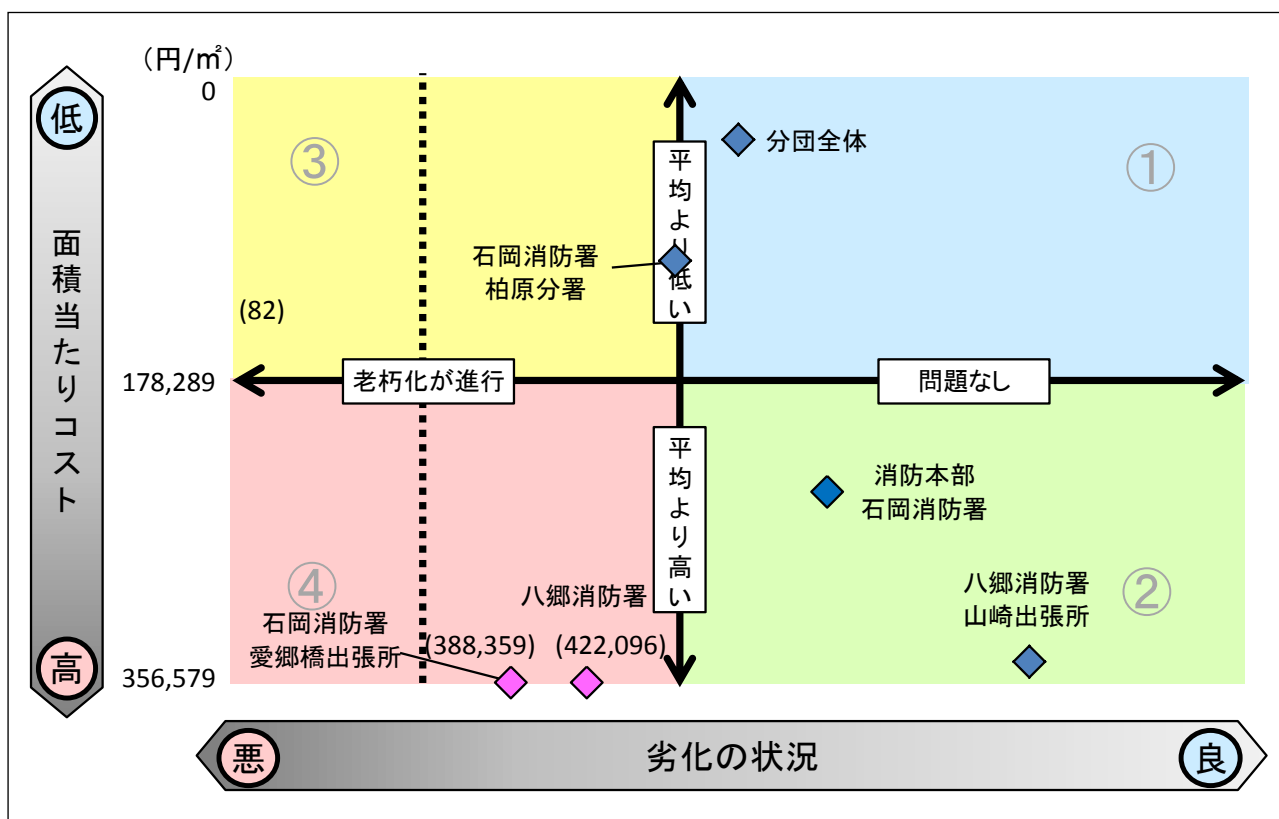 （円/㎡）
0
低
面積当たりコスト
高
③
①
分団全体
平均より低い
石岡消防署
柏原分署
(82)
178,289
老朽化が進行
問題なし
平均より高い
消防本部
石岡消防署
④
②
八郷消防署
八郷消防署
山崎出張所
石岡消防署
愛郷橋出張所
(388,359)
(422,096)
356,579
悪
劣化の状況
良